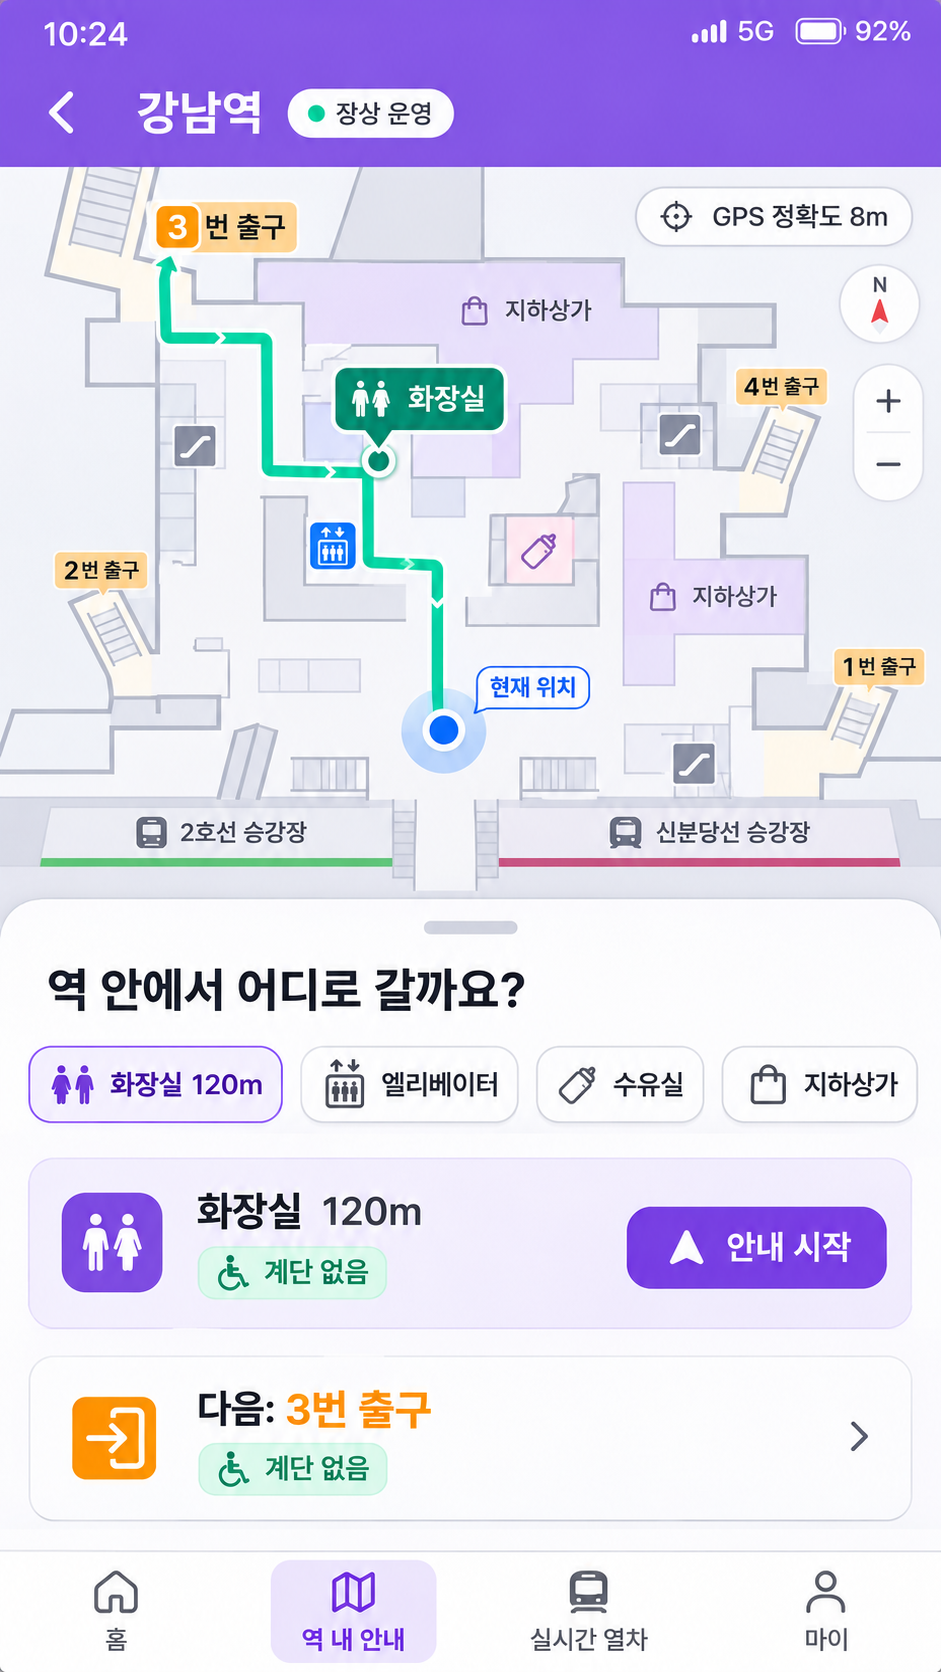 10:24
5G 92%
강남역
장상 운영
3번 출구
GPS 정확도 8m
N
지하상가
화장실
4번 출구
+
−
2번 출구
지하상가
1번 출구
현재 위치
2호선 승강장
신분당선 승강장
역 안에서 어디로 갈까요?
화장실 120m
엘리베이터
수유실
지하상가
화장실 120m
계단 없음
안내 시작
다음: 3번 출구
계단 없음
홈
역 내 안내
실시간 열차
마이